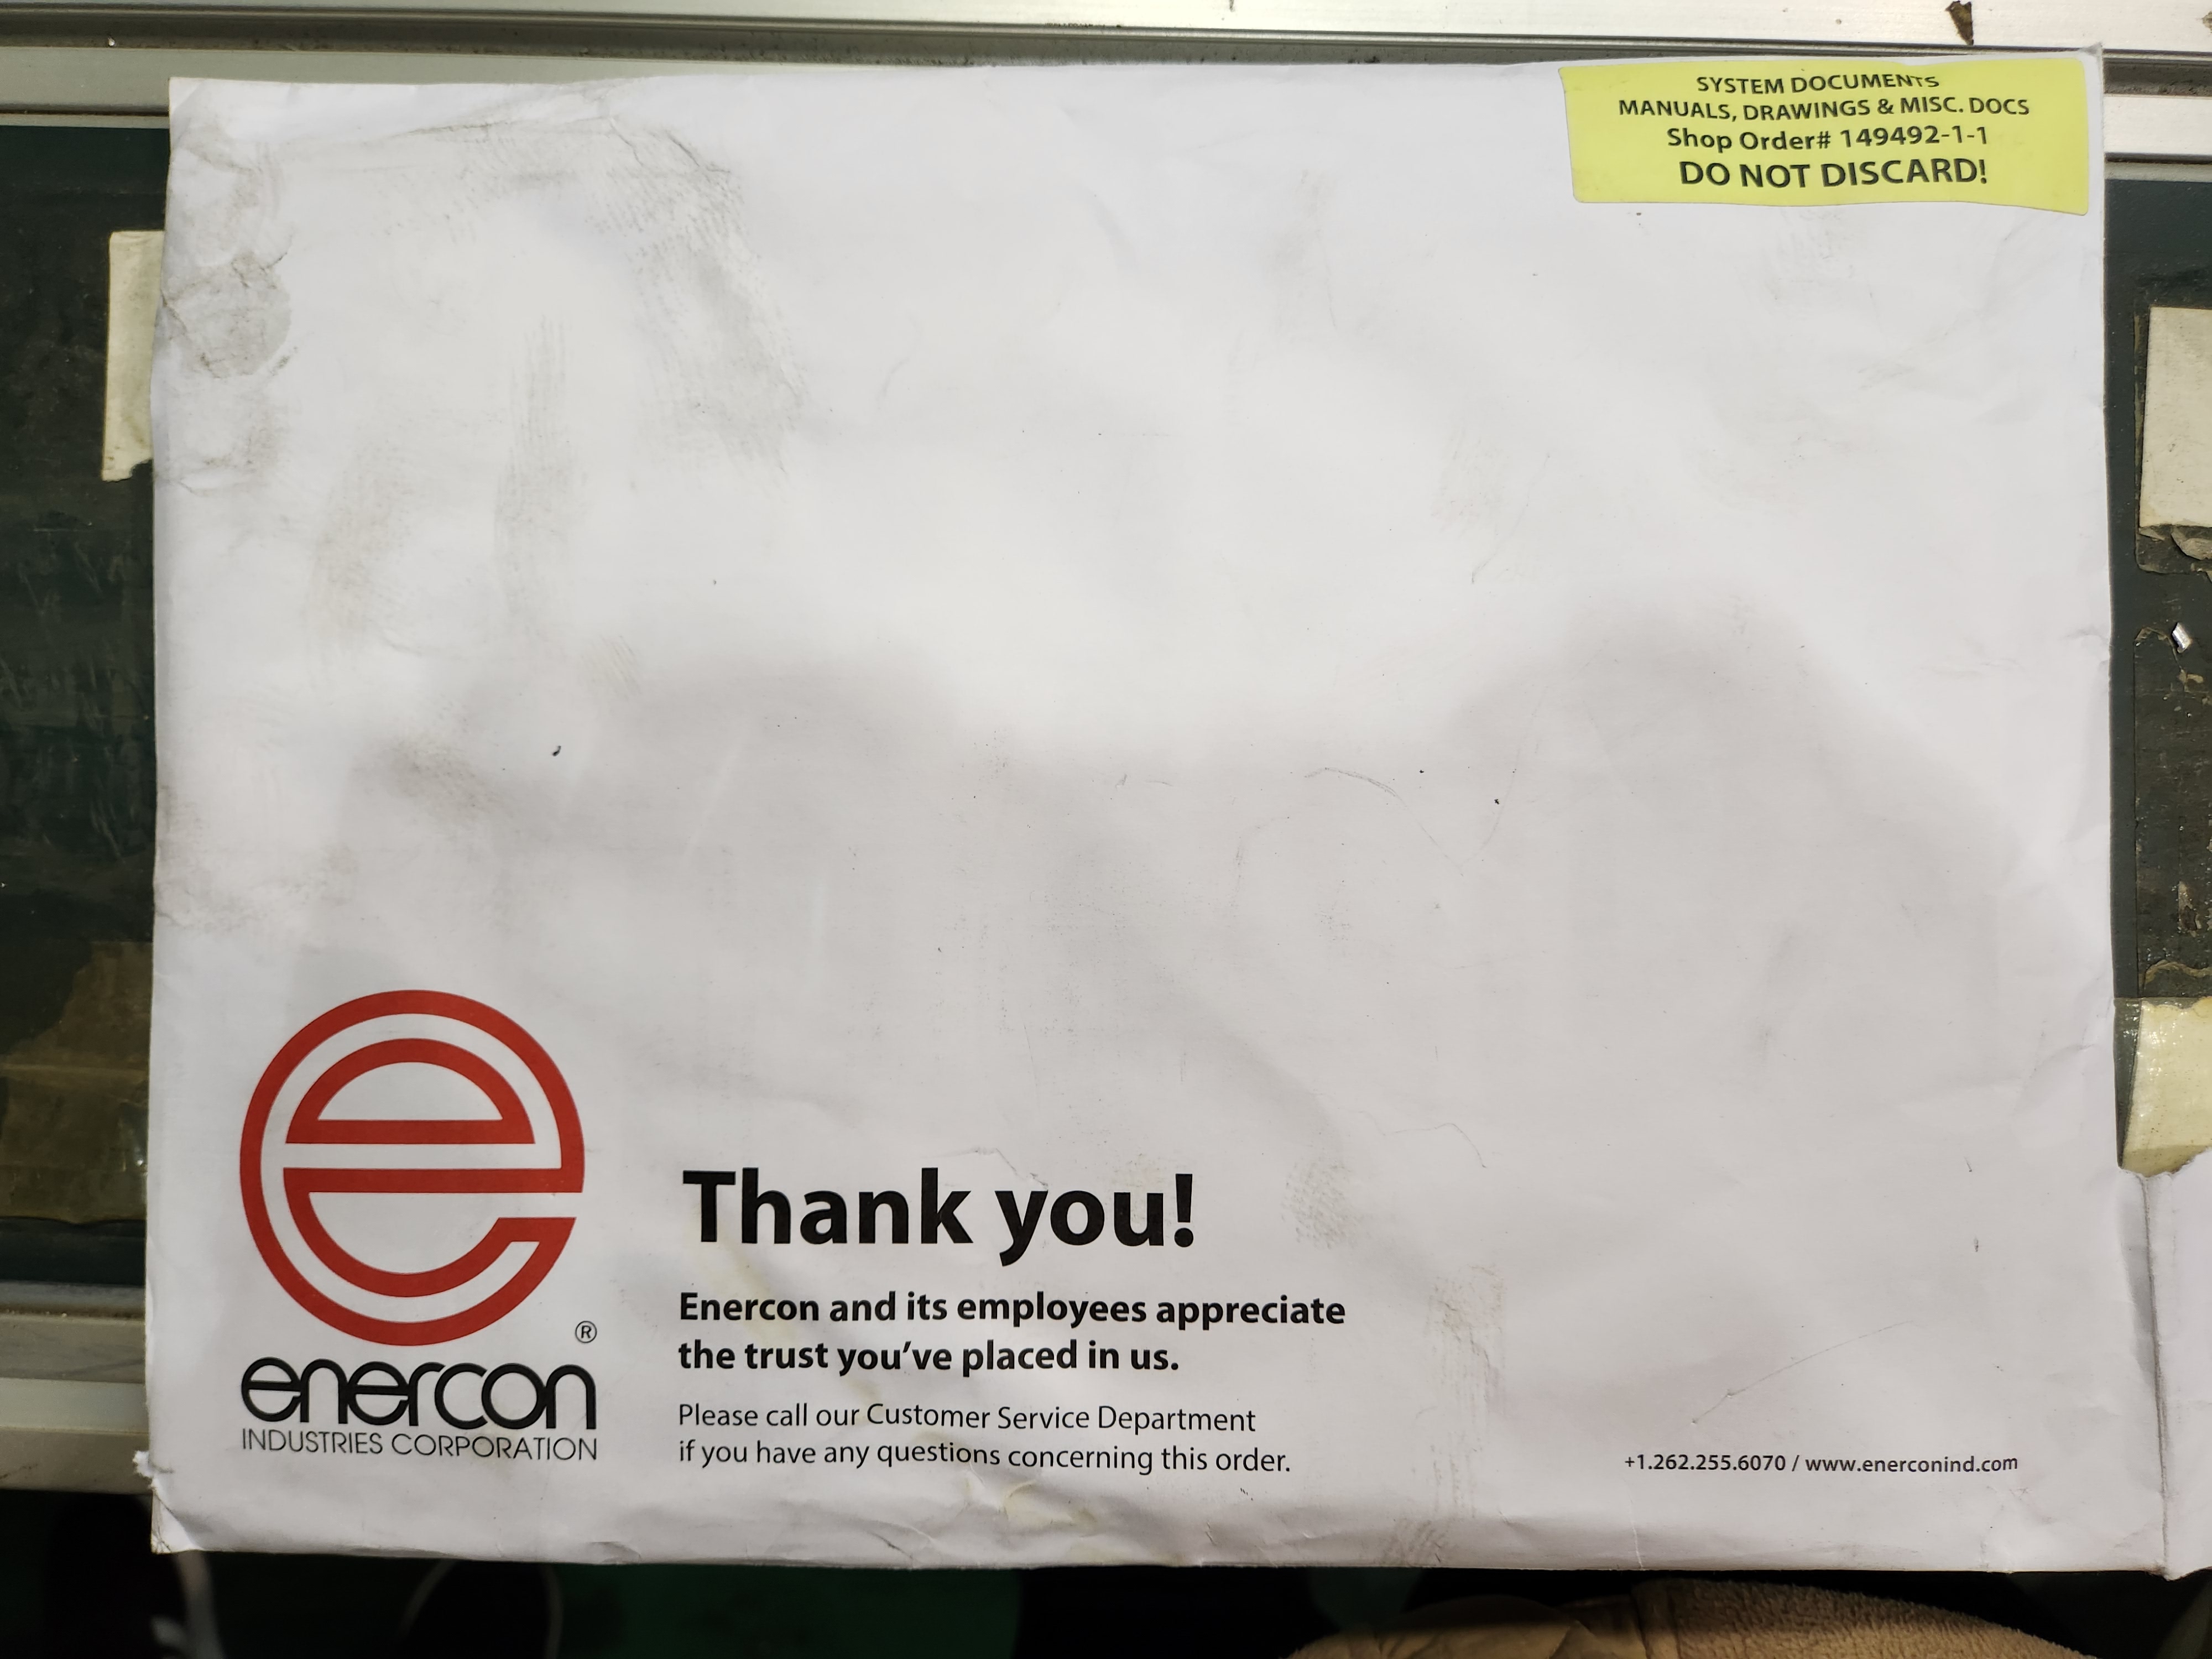 SYSTEM DOCUMENTS
MANUALS, DRAWINGS & MISC. DOCS
Shop Order# 149492-1-1
DO NOT DISCARD!
e
®
enercon
INDUSTRIES CORPORATION
Thank you!
Enercon and its employees appreciate
the trust you've placed in us.
Please call our Customer Service Department
if you have any questions concerning this order.
+1.262.255.6070 / www.enerconind.com